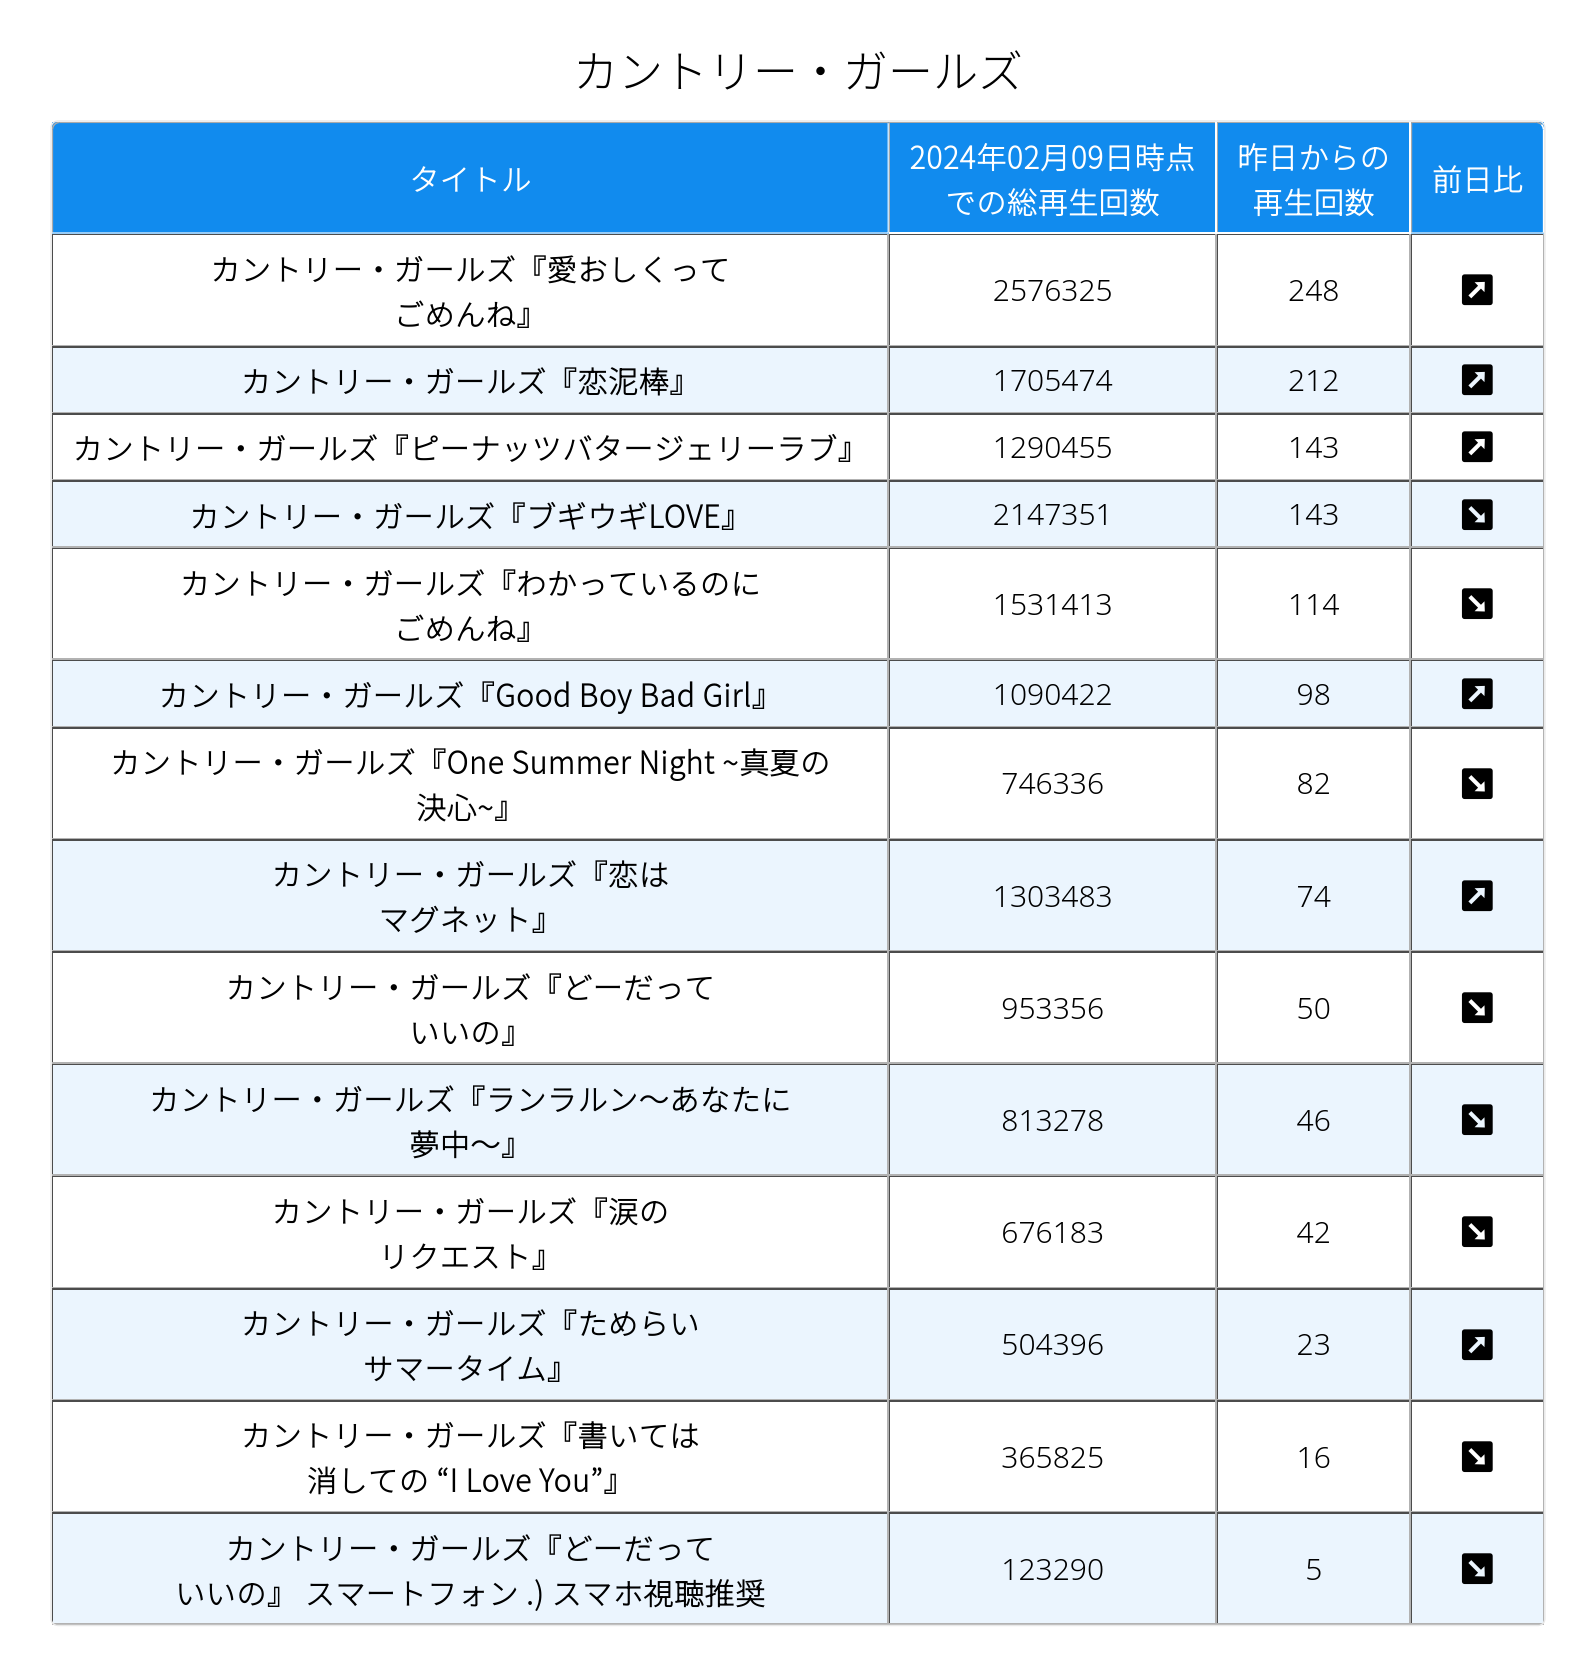 カントリー・ガールズ
タイトル
2024年02月09日時点
での総再生回数
昨日からの
再生回数
前日比
カントリー・ガールズ『愛おしくって
ごめんね』
2576325
248
カントリー・ガールズ『恋泥棒』
1705474
212
カントリー・ガールズ『ピーナッツバタージェリーラブ』
1290455
143
カントリー・ガールズ『ブギウギLOVE』
2147351
143
カントリー・ガールズ『わかっているのに
ごめんね』
1531413
114
カントリー・ガールズ『Good Boy Bad Girl』
1090422
98
カントリー・ガールズ『One Summer Night ~真夏の
決心~』
746336
82
カントリー・ガールズ『恋は
マグネット』
1303483
74
カントリー・ガールズ『どーだって
いいの』
953356
50
カントリー・ガールズ『ランラルン〜あなたに
夢中〜』
813278
46
カントリー・ガールズ『涙の
リクエスト』
676183
42
カントリー・ガールズ『ためらい
サマータイム』
504396
23
カントリー・ガールズ『書いては
消しての “I Love You”』
365825
16
カントリー・ガールズ『どーだって
いいの』 スマートフォン .) スマホ視聴推奨
123290
5